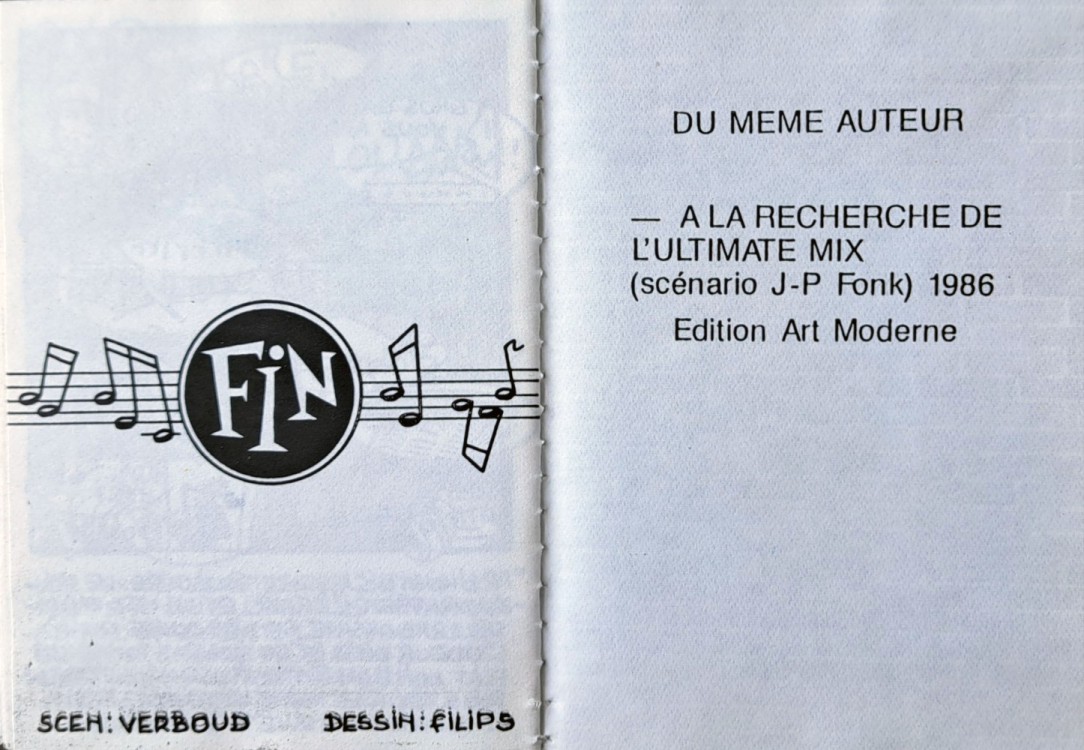 FiN
SCEN: VERBOUD DESSiN: FiLiPS
DU MEME AUTEUR
— A LA RECHERCHE DE
L'ULTIMATE MIX
(scénario J-P Fonk) 1986
Edition Art Moderne